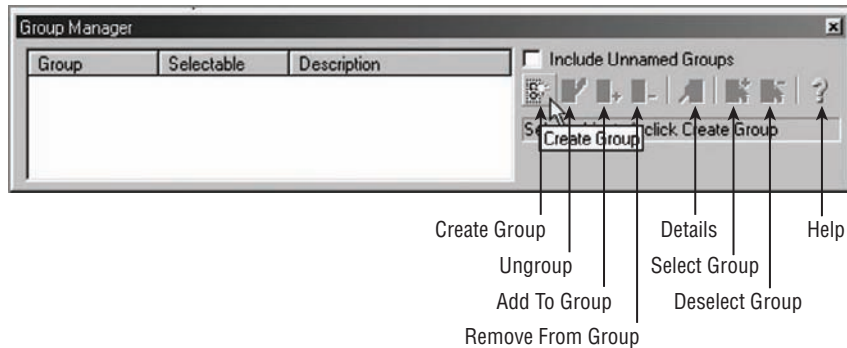 Group Manager
Group Selectable Description
Include Unnamed Groups
click Create Group
Create Group
Create Group Details Help
Ungroup Select Group
Add To Group Deselect Group
Remove From Group